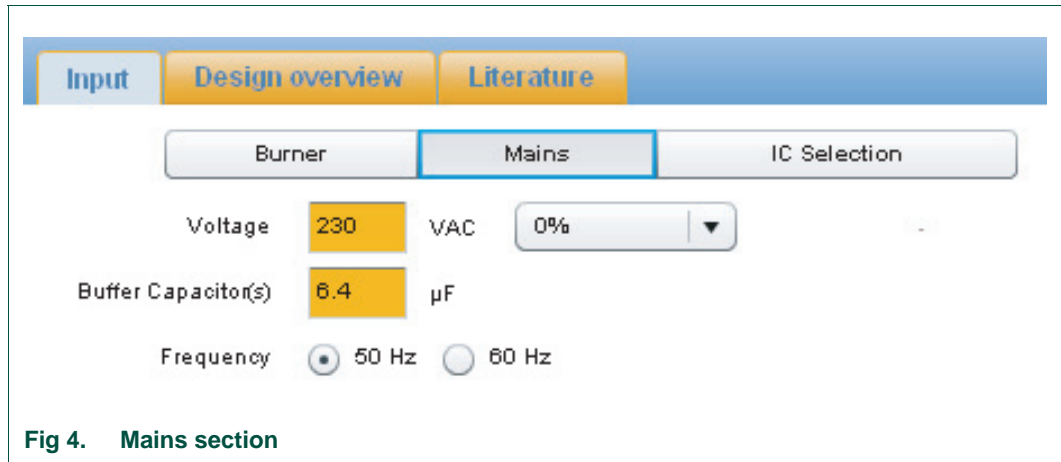 Input Design overview Literature
Burner Mains IC Selection
Voltage 230 VAC 0%
Buffer Capacitor(s) 6.4 µF
Frequency 50 Hz 60 Hz
Fig 4. Mains section